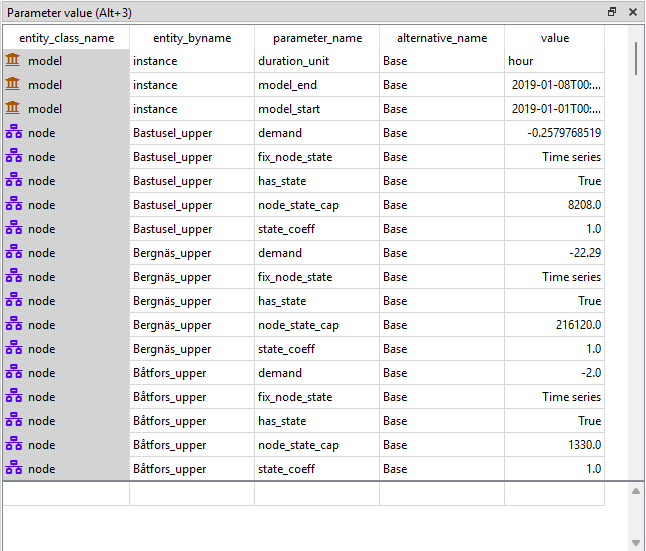 Parameter value (Alt+3)
entity_class_name entity_byname parameter_name alternative_name value
model instance duration_unit Base hour
model instance model_end Base 2019-01-08T00:...
model instance model_start Base 2019-01-01T00:...
node Bastusel_upper demand Base -0.2579768519
node Bastusel_upper fix_node_state Base Time series
node Bastusel_upper has_state Base True
node Bastusel_upper node_state_cap Base 8208.0
node Bastusel_upper state_coeff Base 1.0
node Bergnäs_upper demand Base -22.29
node Bergnäs_upper fix_node_state Base Time series
node Bergnäs_upper has_state Base True
node Bergnäs_upper node_state_cap Base 216120.0
node Bergnäs_upper state_coeff Base 1.0
node Båtfors_upper demand Base -2.0
node Båtfors_upper fix_node_state Base Time series
node Båtfors_upper has_state Base True
node Båtfors_upper node_state_cap Base 1330.0
node Båtfors_upper state_coeff Base 1.0